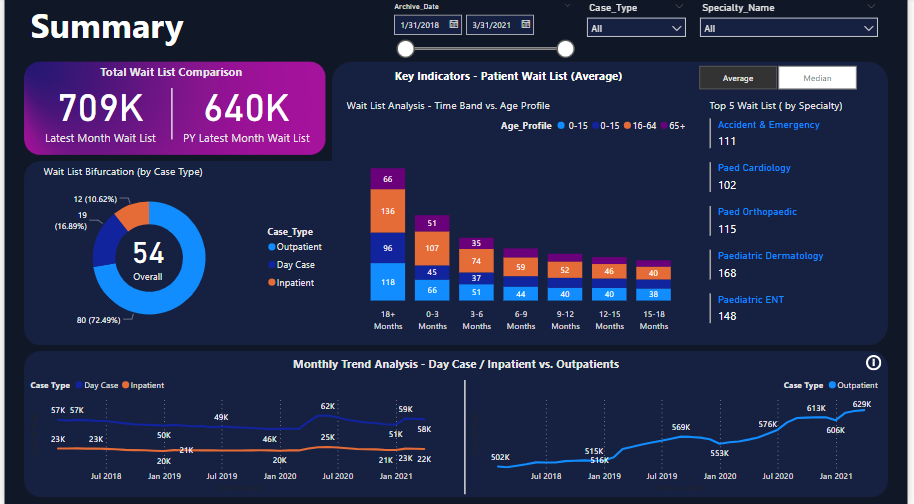 Summary
Archive_Date
1/31/2018
3/31/2021
Case_Type
All
Specialty_Name
All
Total Wait List Comparison
709K
Latest Month Wait List
640K
PY Latest Month Wait List
Key Indicators - Patient Wait List (Average)
Average
Median
Wait List Bifurcation (by Case Type)
12 (10.62%)
19
(16.89%)
54
Overall
80 (72.49%)
Case_Type
Outpatient
Day Case
Inpatient
Wait List Analysis - Time Band vs. Age Profile
Age_Profile 0-15 0-15 16-64 65+
66
136
96
118
18+
Months
51
107
45
66
0-3
Months
35
74
37
51
3-6
Months
59
44
6-9
Months
52
40
9-12
Months
46
40
12-15
Months
40
38
15-18
Months
Top 5 Wait List ( by Specialty)
Accident & Emergency
111
Paed Cardiology
102
Paed Orthopaedic
115
Paediatric Dermatology
168
Paediatric ENT
148
Monthly Trend Analysis - Day Case / Inpatient vs. Outpatients
Case Type Day Case Inpatient
57K 57K 50K 49K 46K 62K 51K 59K 58K
23K 23K 20K 21K 20K 25K 21K 23K 22K
Jul 2018 Jan 2019 Jul 2019 Jan 2020 Jul 2020 Jan 2021
Case Type Outpatient
502K 515K 516K 569K 553K 576K 613K 606K 629K
Jul 2018 Jan 2019 Jul 2019 Jan 2020 Jul 2020 Jan 2021